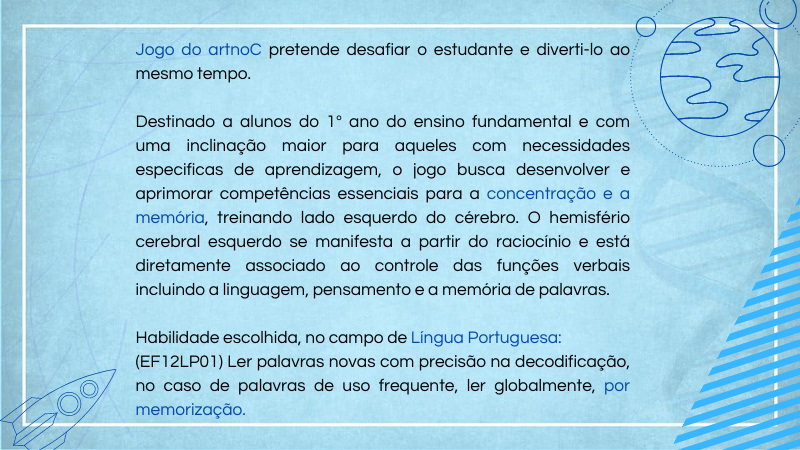 Jogo do artnoC pretende desafiar o estudante e diverti-lo ao
mesmo tempo.
Destinado a alunos do 1º ano do ensino fundamental e com
uma inclinação maior para aqueles com necessidades
especificas de aprendizagem, o jogo busca desenvolver e
aprimorar competências essenciais para a concentração e a
memória, treinando lado esquerdo do cérebro. O hemisfério
cerebral esquerdo se manifesta a partir do raciocínio e está
diretamente associado ao controle das funções verbais
incluindo a linguagem, pensamento e a memória de palavras.
Habilidade escolhida, no campo de Língua Portuguesa:
(EF12LP01) Ler palavras novas com precisão na decodificação,
no caso de palavras de uso frequente, ler globalmente, por
memorização.